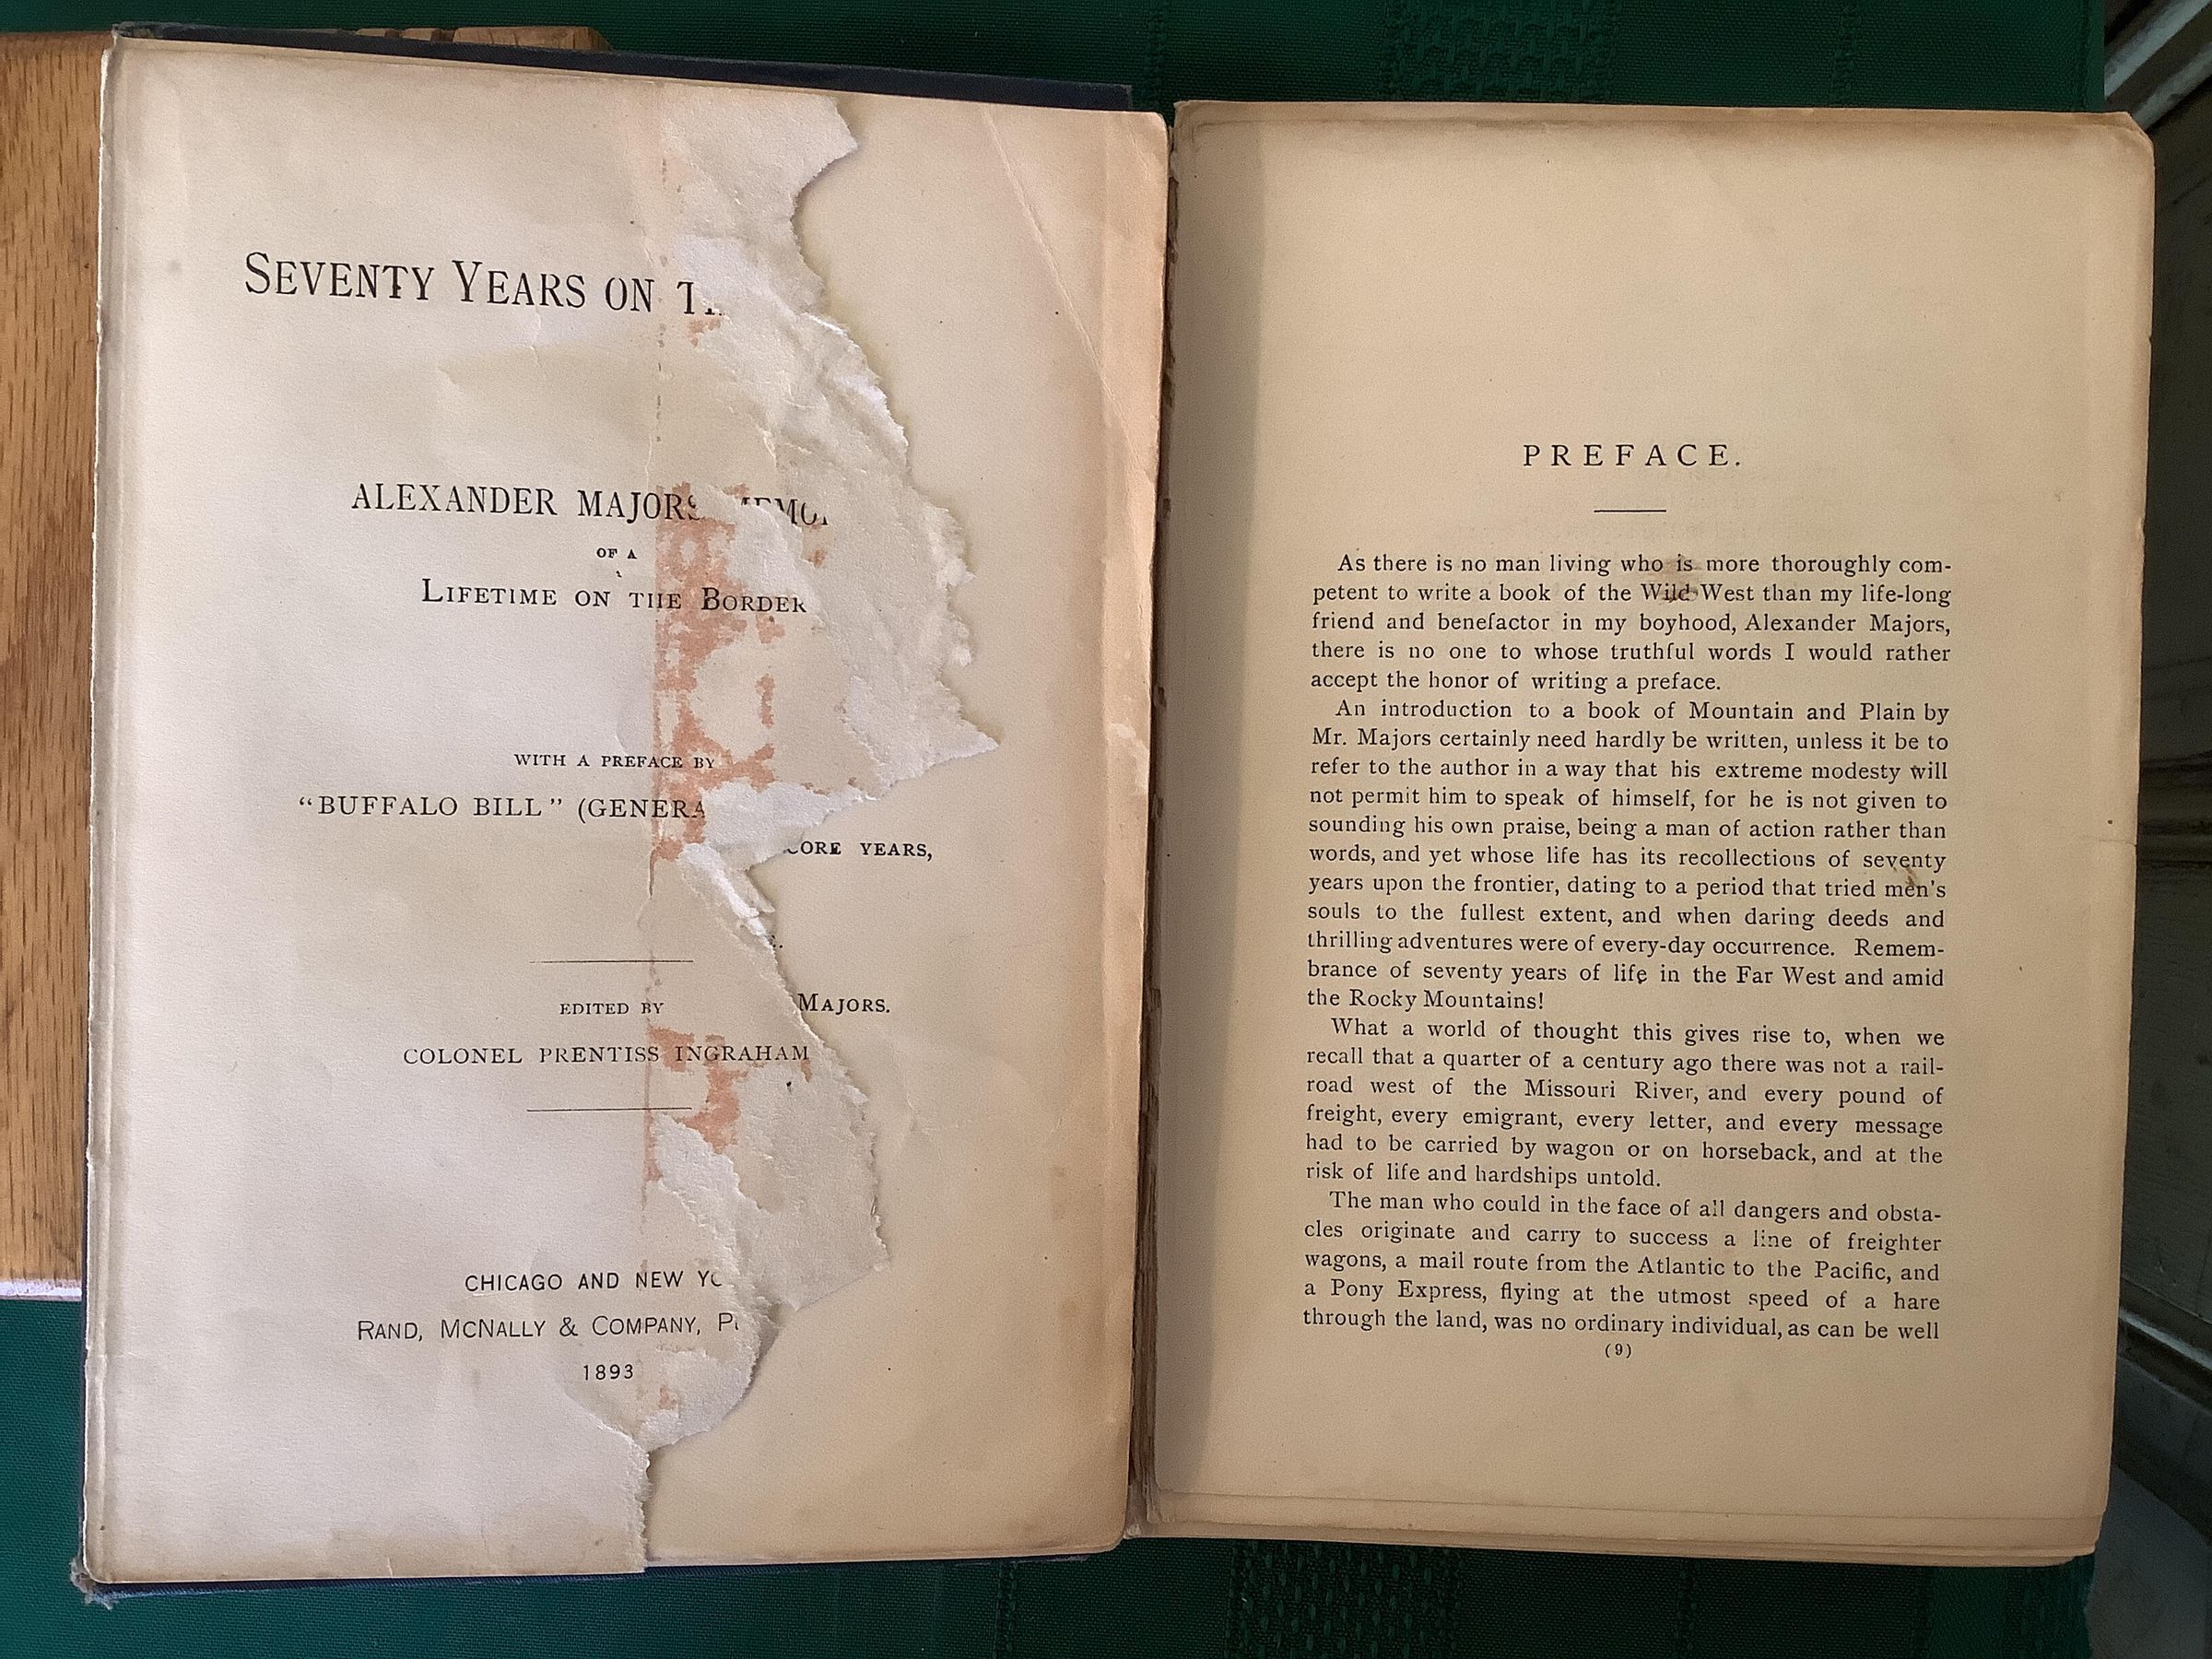 SEVENTY YEARS ON
ALEXANDER MAJORS
OF A
LIFETIME ON THE BORDER
WITH A PREFACE BY
"BUFFALO BILL" (GENERA
CORE YEARS,
EDITED BY
MAJORS.
COLONEL PRENTISS INGRAHAM
CHICAGO AND NEW YO
RAND, MCNALLY & COMPANY,
1893
PREFACE.
As there is no man living who is more thoroughly com-
petent to write a book of the Wild West than my life-long
friend and benefactor in my boyhood, Alexander Majors,
there is no one to whose truthful words I would rather
accept the honor of writing a preface.
An introduction to a book of Mountain and Plain by
Mr. Majors certainly need hardly be written, unless it be to
refer to the author in a way that his extreme modesty will
not permit him to speak of himself, for he is not given to
sounding his own praise, being a man of action rather than
words, and yet whose life has its recollections of seventy
years upon the frontier, dating to a period that tried men's
souls to the fullest extent, and when daring deeds and
thrilling adventures were of every-day occurrence. Remem-
brance of seventy years of life in the Far West and amid
the Rocky Mountains!
What a world of thought this gives rise to, when we
recall that a quarter of a century ago there was not a rail-
road west of the Missouri River, and every pound of
freight, every emigrant, every letter, and every message
had to be carried by wagon or on horseback, and at the
risk of life and hardships untold.
The man who could in the face of all dangers and obsta-
cles originate and carry to success a line of freighter
wagons, a mail route from the Atlantic to the Pacific, and
a Pony Express, flying at the utmost speed of a hare
through the land, was no ordinary individual, as can be well
(9)